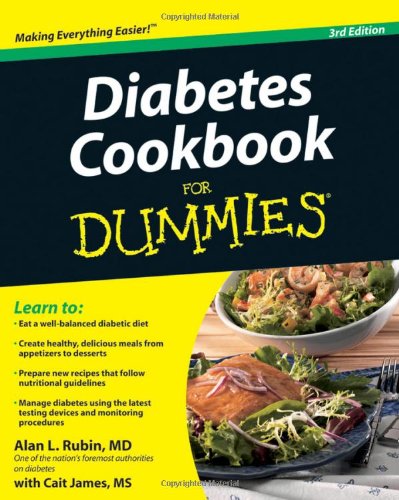 Making Everything Easier!™
3rd Edition
Diabetes
Cookbook
FOR
DUMMIES®
Learn to:
• Eat a well-balanced diabetic diet
• Create healthy, delicious meals from
appetizers to desserts
• Prepare new recipes that follow
nutritional guidelines
• Manage diabetes using the latest
testing devices and monitoring
procedures
Alan L. Rubin, MD
One of the nation's foremost authorities
on diabetes
with Cait James, MS